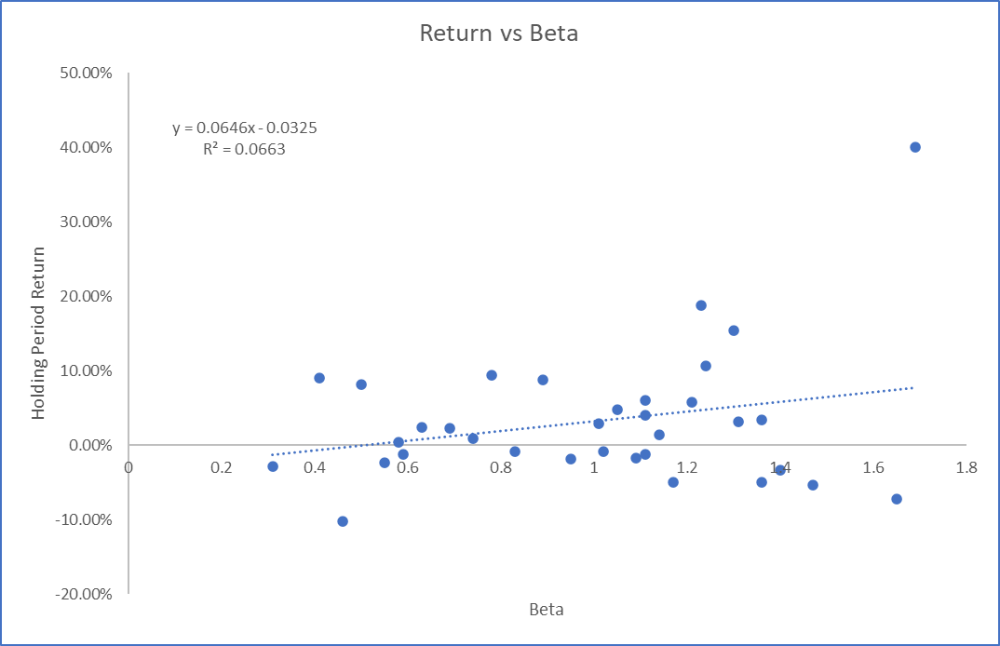 Return vs Beta
50.00%
y = 0.0646x - 0.0325
R² = 0.0663
40.00%
30.00%
20.00%
10.00%
0.00%
-10.00%
-20.00%
Holding Period Return
0 0.2 0.4 0.6 0.8 1 1.2 1.4 1.6 1.8
Beta